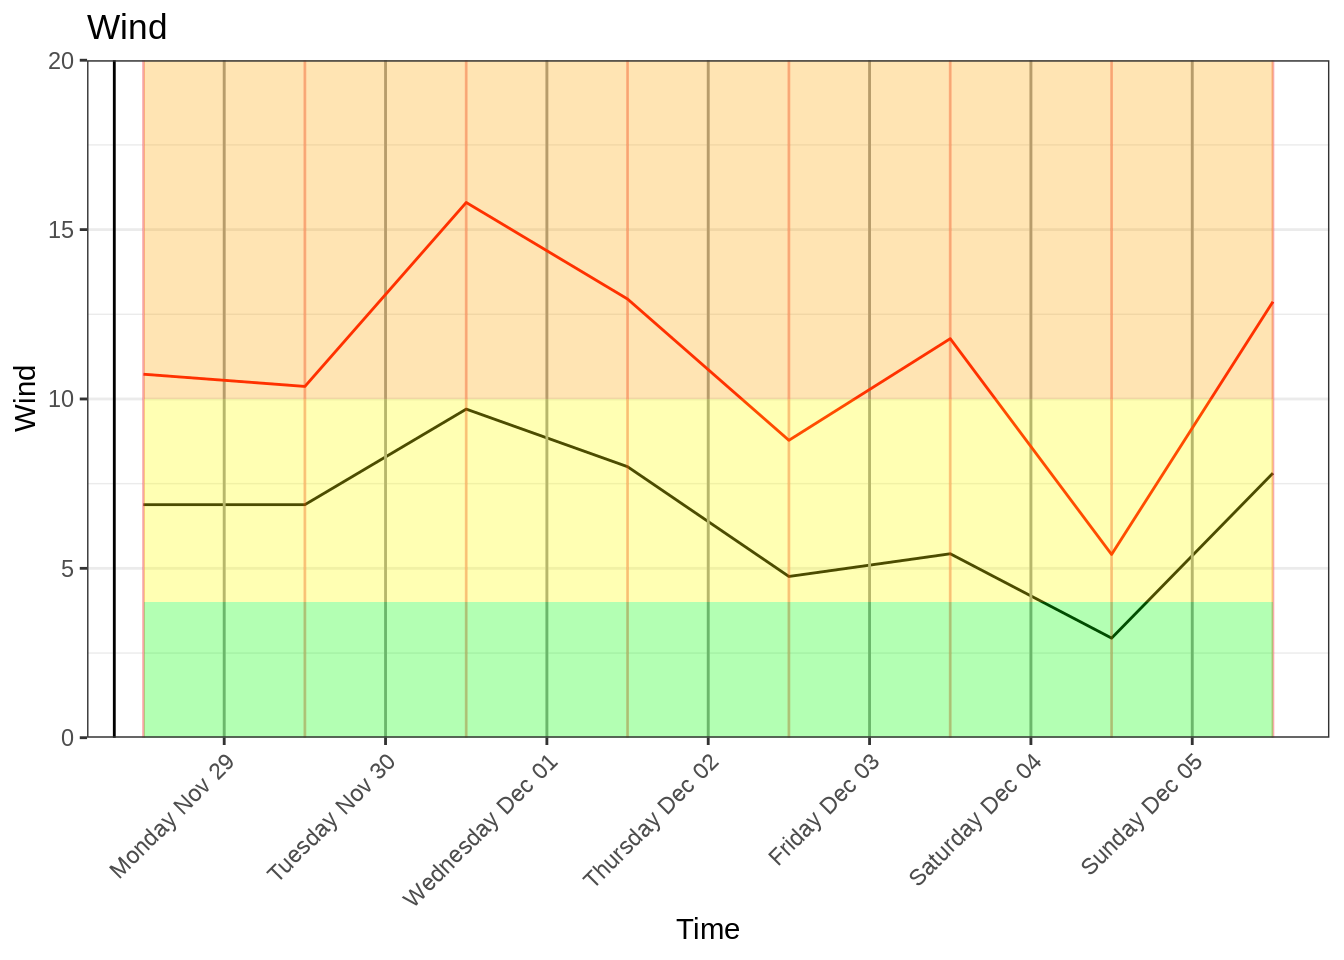 Wind
20
15
10
5
0
Wind
Monday Nov 29
Tuesday Nov 30
Wednesday Dec 01
Thursday Dec 02
Friday Dec 03
Saturday Dec 04
Sunday Dec 05
Time